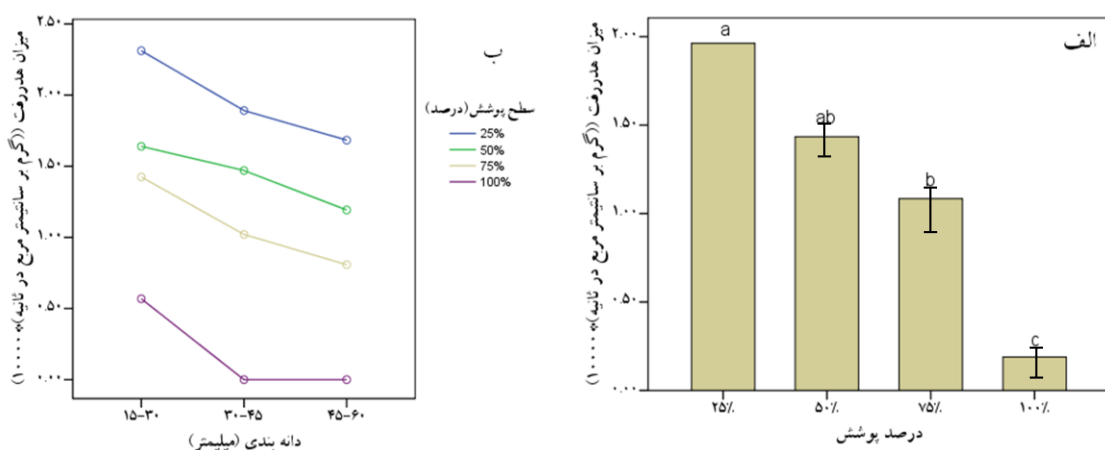 الف
میزان هدررفت ((گرم بر سانتیمتر مربع در ثانیه)*۱۰۰۰۰)
۲.۰۰
۱.۵۰
۱.۰۰
۰.۵۰
۰.۰۰
a
ab
b
c
۲۵٪
۵۰٪
۷۵٪
۱۰۰٪
درصد پوشش
ب
میزان هدررفت ((گرم بر سانتیمتر مربع در ثانیه)*۱۰۰۰۰)
۲.۵۰
۲.۰۰
۱.۵۰
۱.۰۰
۰.۵۰
۰.۰۰
۱۵-۳۰
۳۰-۴۵
۴۵-۶۰
دانه بندی (میلیمتر)
سطح پوشش(درصد)
25%
50%
75%
100%